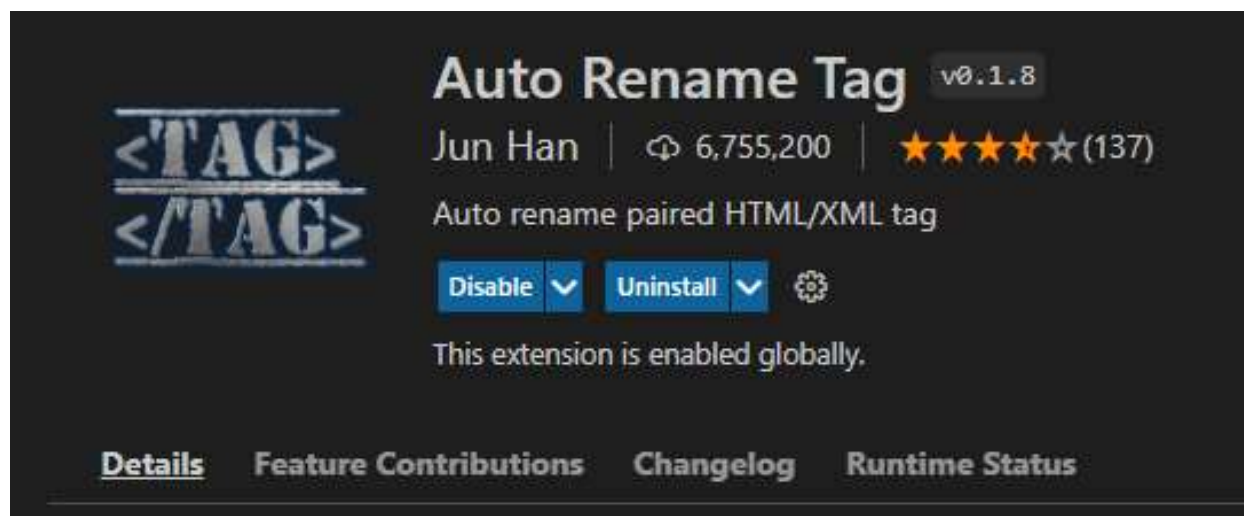 <TAG>
</TAG>
Auto Rename Tag v0.1.8
Jun Han 6,755,200 (137)
Auto rename paired HTML/XML tag
Disable Uninstall
This extension is enabled globally.
Details Feature Contributions Changelog Runtime Status